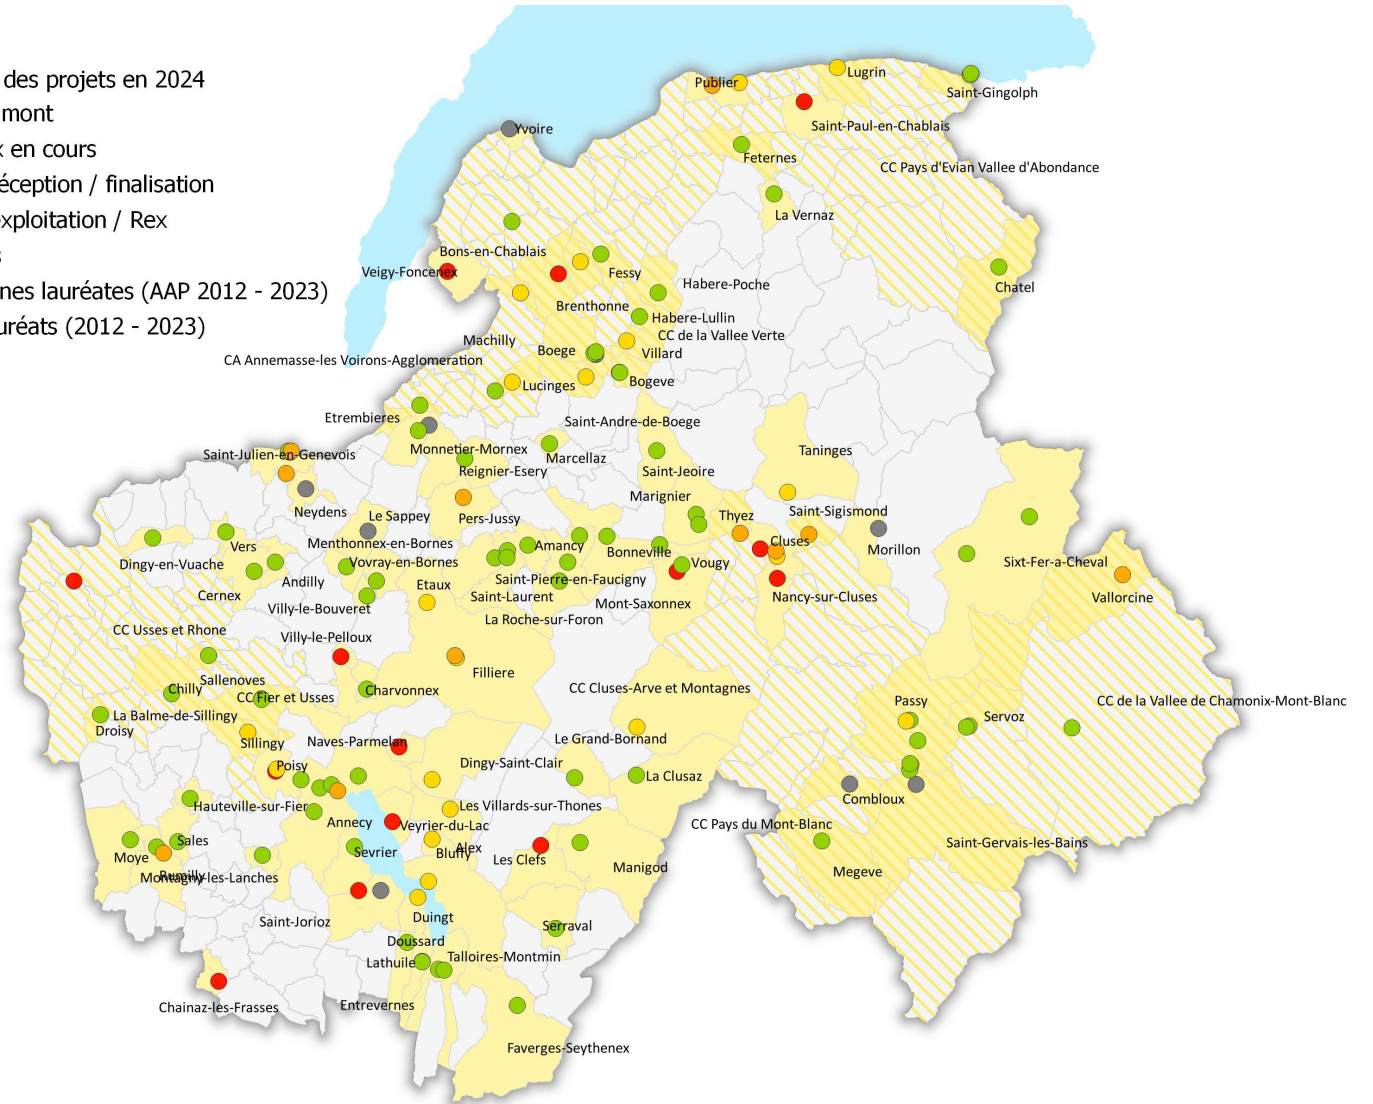 des projets en 2024
mont
x en cours
éception / finalisation
exploitation / Rex
s
nes lauréates (AAP 2012 - 2023)
uréats (2012 - 2023)
Publier
Lugrin
Saint-Gingolph
Saint-Paul-en-Chablais
Yvoire
Feternes
CC Pays d'Evian Vallee d'Abondance
La Vernaz
Bons-en-Chablais
Veigy-Foncenex
Fessy
Habere-Poche
Chatel
Brenthonne
Habere-Lullin
CC de la Vallee Verte
Machilly
Boege
Villard
CA Annemasse-les Voirons-Agglomeration
Lucinges
Bogeve
Etrembieres
Saint-Andre-de-Boege
Monnetier-Mornex
Saint-Julien-en-Genevois
Marcellaz
Taninges
Reignier-Esery
Saint-Jeoire
Marignier
Neydens
Le Sappey
Pers-Jussy
Thyez
Saint-Sigismond
Menthonnex-en-Bornes
Amancy
Bonneville
Cluses
Morillon
Vers
Dingy-en-Vuache
Vovray-en-Bornes
Vougy
Sixt-Fer-a-Cheval
Andilly
Etaux
Saint-Pierre-en-Faucigny
Cernex
Saint-Laurent
Nancy-sur-Cluses
Vallorcine
Villy-le-Bouveret
Mont-Saxonnex
La Roche-sur-Foron
CC Usses et Rhone
Villy-le-Pelloux
Filliere
Sallenoves
Chilly
CC Fier et Usses
Charvonnex
CC Cluses-Arve et Montagnes
Passy
CC de la Vallee de Chamonix-Mont-Blanc
La Balme-de-Sillingy
Servoz
Droisy
Sillingy
Naves-Parmelan
Le Grand-Bornand
Poisy
Dingy-Saint-Clair
La Clusaz
Hauteville-sur-Fier
Les Villards-sur-Thones
Combloux
Annecy
Veyrier-du-Lac
CC Pays du Mont-Blanc
Sales
Alex
Saint-Gervais-les-Bains
Moye
Sevrier
Bluffy
Les Clefs
Manigod
Megeve
Rumilly
Montagny-les-Lanches
Saint-Jorioz
Duingt
Serraval
Doussard
Lathuile
Talloires-Montmin
Chainaz-les-Frasses
Entrevernes
Faverges-Seythenex